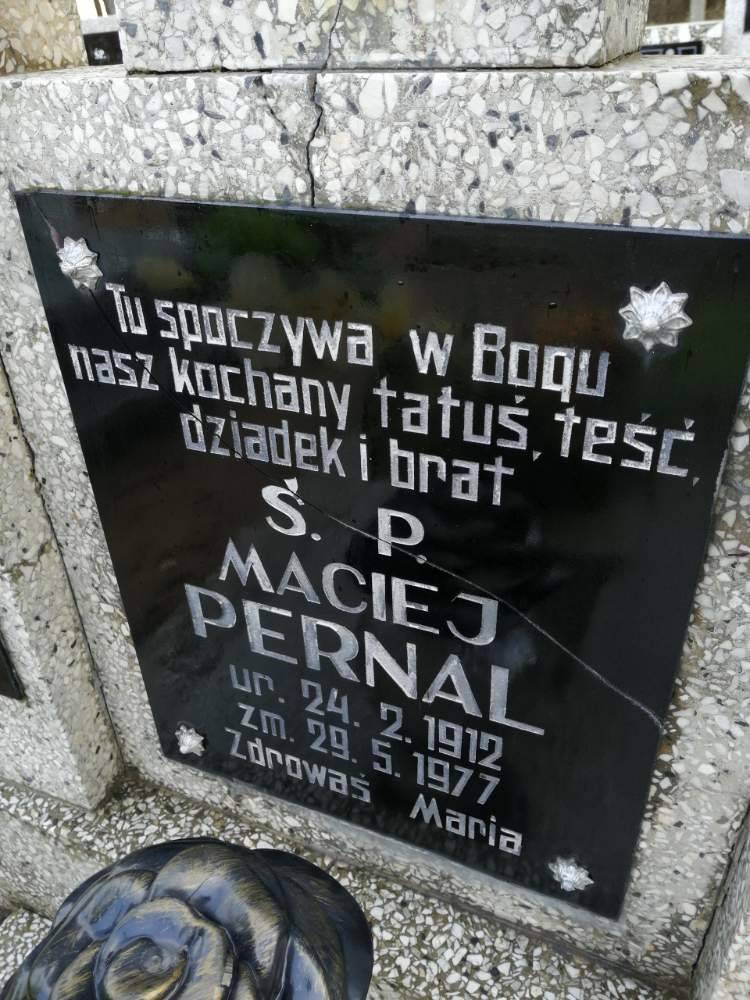 Tu spoczywa w Bogu
nasz kochany tatuś, teść,
dziadek i brat
Ś. P.
MACIEJ
PERNAL
ur. 24. 2. 1912
zm. 29. 5. 1977
Zdrowaś Maria